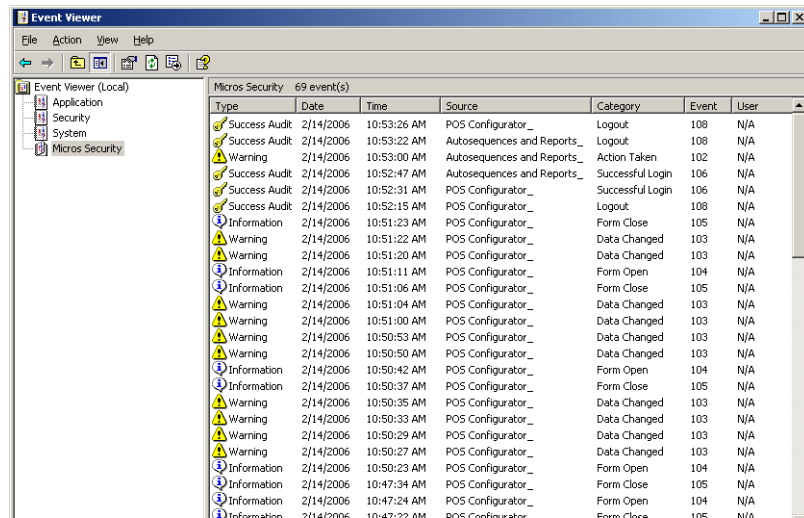 Event Viewer
File Action View Help
Event Viewer (Local)
Application
Security
System
Micros Security
Micros Security 69 event(s)
Type Date Time Source Category Event User
Success Audit 2/14/2006 10:53:26 AM POS Configurator_ Logout 108 N/A
Success Audit 2/14/2006 10:53:22 AM Autosequences and Reports_ Logout 108 N/A
Warning 2/14/2006 10:53:00 AM Autosequences and Reports_ Action Taken 102 N/A
Success Audit 2/14/2006 10:52:47 AM Autosequences and Reports_ Successful Login 106 N/A
Success Audit 2/14/2006 10:52:31 AM POS Configurator_ Successful Login 106 N/A
Success Audit 2/14/2006 10:52:15 AM POS Configurator_ Logout 108 N/A
Information 2/14/2006 10:51:23 AM POS Configurator_ Form Close 105 N/A
Warning 2/14/2006 10:51:22 AM POS Configurator_ Data Changed 103 N/A
Warning 2/14/2006 10:51:20 AM POS Configurator_ Data Changed 103 N/A
Information 2/14/2006 10:51:11 AM POS Configurator_ Form Open 104 N/A
Information 2/14/2006 10:51:06 AM POS Configurator_ Form Close 105 N/A
Warning 2/14/2006 10:51:04 AM POS Configurator_ Data Changed 103 N/A
Warning 2/14/2006 10:51:00 AM POS Configurator_ Data Changed 103 N/A
Warning 2/14/2006 10:50:53 AM POS Configurator_ Data Changed 103 N/A
Warning 2/14/2006 10:50:50 AM POS Configurator_ Data Changed 103 N/A
Information 2/14/2006 10:50:42 AM POS Configurator_ Form Open 104 N/A
Information 2/14/2006 10:50:37 AM POS Configurator_ Form Close 105 N/A
Warning 2/14/2006 10:50:35 AM POS Configurator_ Data Changed 103 N/A
Warning 2/14/2006 10:50:33 AM POS Configurator_ Data Changed 103 N/A
Warning 2/14/2006 10:50:29 AM POS Configurator_ Data Changed 103 N/A
Warning 2/14/2006 10:50:27 AM POS Configurator_ Data Changed 103 N/A
Information 2/14/2006 10:50:23 AM POS Configurator_ Form Open 104 N/A
Information 2/14/2006 10:47:34 AM POS Configurator_ Form Close 105 N/A
Information 2/14/2006 10:47:24 AM POS Configurator_ Form Open 104 N/A
Information 2/14/2006 10:47:22 AM POS Configurator_ Form Close 105 N/A